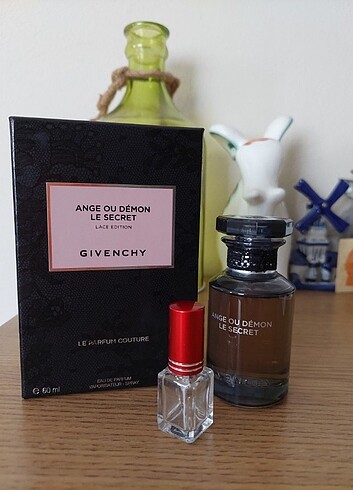 ANGE OU DÉMON
LE SECRET
LACE EDITION
GIVENCHY
LE PARFUM COUTURE
EAU DE PARFUM
VAPORISATEUR - SPRAY
℮ 50 ml
ANGE OU DÉMON
LE SECRET